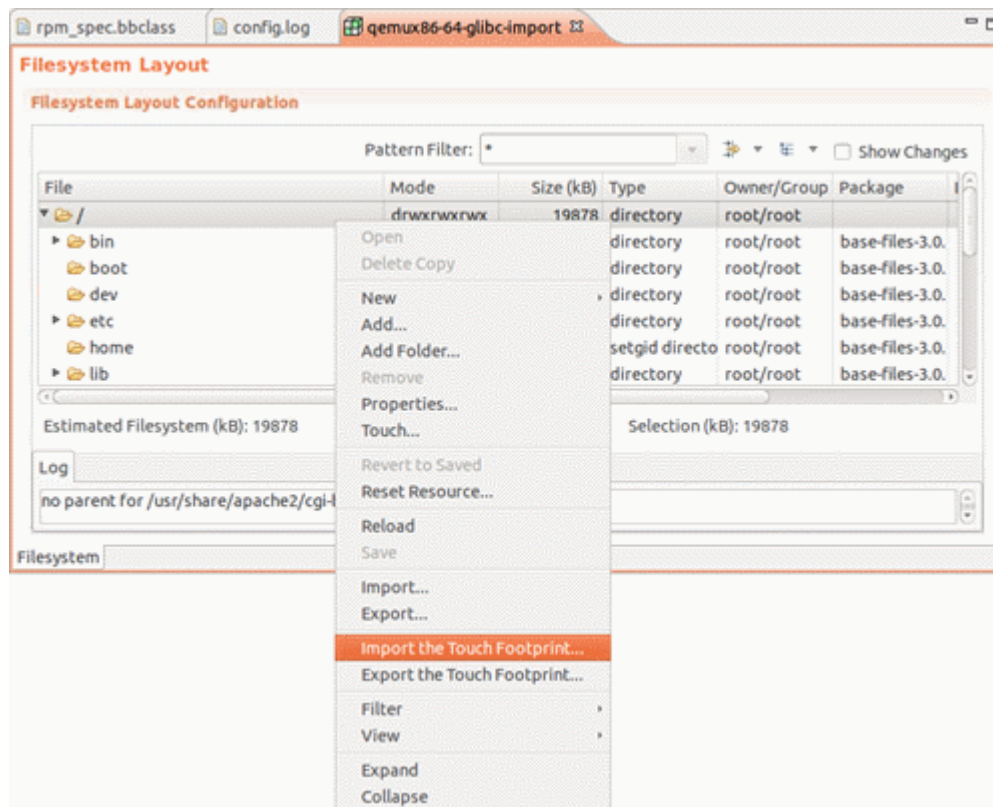 rpm_spec.bbclass config.log qemux86-64-glibc-import
Filesystem Layout
Filesystem Layout Configuration
Pattern Filter: * Show Changes
File Mode Size (kB) Type Owner/Group Package
/ drwxrwxrwx 19878 directory root/root
bin directory root/root base-files-3.0.
boot directory root/root base-files-3.0.
dev directory root/root base-files-3.0.
etc directory root/root base-files-3.0.
home setgid directo root/root base-files-3.0.
lib directory root/root base-files-3.0.
Estimated Filesystem (kB): 19878 Selection (kB): 19878
Log
no parent for /usr/share/apache2/cgi-
Filesystem
Open
Delete Copy
New
Add...
Add Folder...
Remove
Properties...
Touch...
Revert to Saved
Reset Resource...
Reload
Save
Import...
Export...
Import the Touch Footprint...
Export the Touch Footprint...
Filter
View
Expand
Collapse